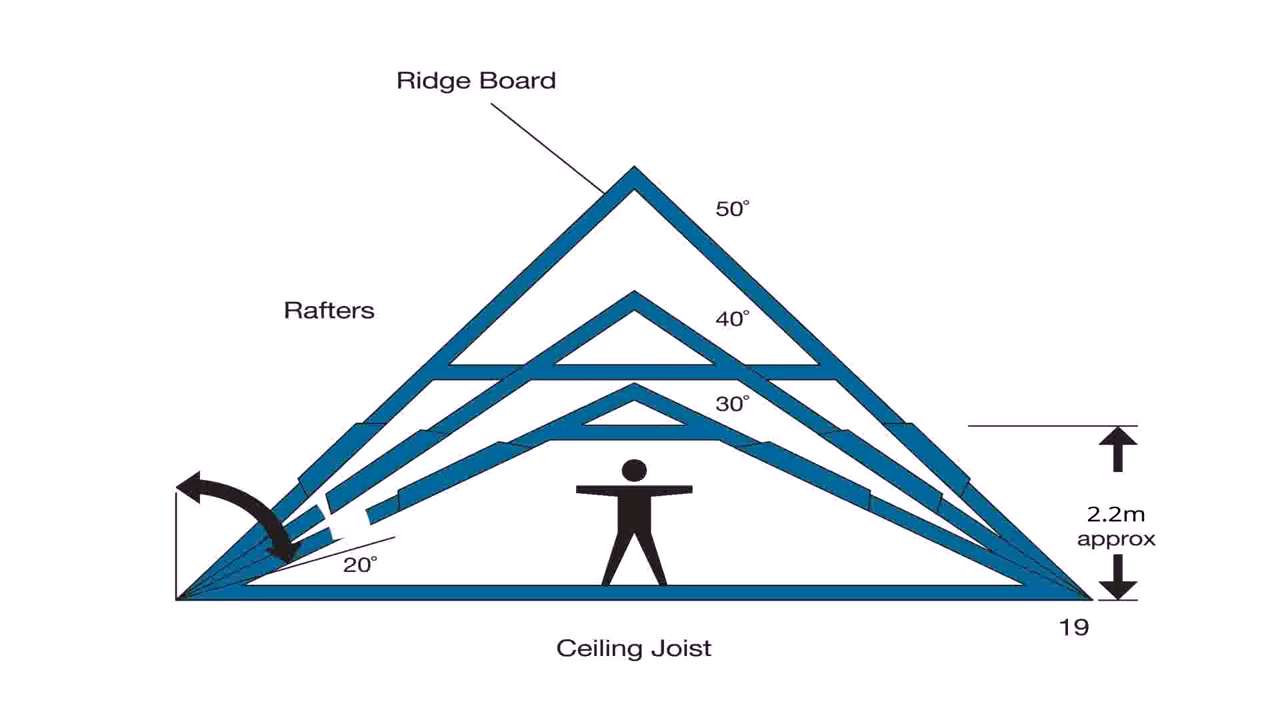 Ridge Board
50°
Rafters
40°
30°
2.2m
approx
20°
19
Ceiling Joist